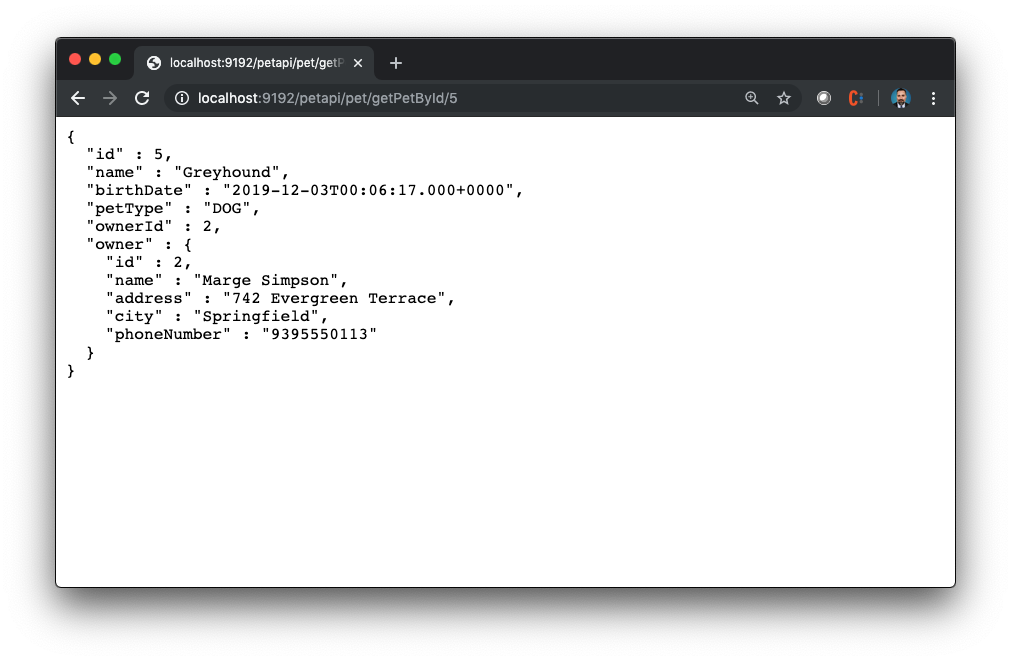 localhost:9192/petapi/pet/getP
localhost:9192/petapi/pet/getPetById/5
{
  "id" : 5,
  "name" : "Greyhound",
  "birthDate" : "2019-12-03T00:06:17.000+0000",
  "petType" : "DOG",
  "ownerId" : 2,
  "owner" : {
    "id" : 2,
    "name" : "Marge Simpson",
    "address" : "742 Evergreen Terrace",
    "city" : "Springfield",
    "phoneNumber" : "9395550113"
  }
}